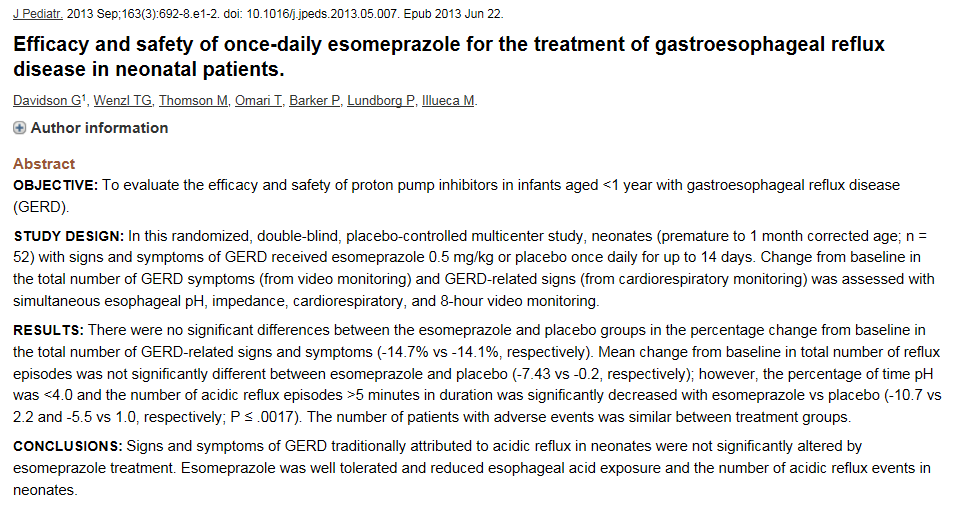 J Pediatr. 2013 Sep;163(3):692-8.e1-2. doi: 10.1016/j.jpeds.2013.05.007. Epub 2013 Jun 22.
Efficacy and safety of once-daily esomeprazole for the treatment of gastroesophageal reflux
disease in neonatal patients.
Davidson G1, Wenzl TG, Thomson M, Omari T, Barker P, Lundborg P, Illueca M.
Author information
Abstract
OBJECTIVE: To evaluate the efficacy and safety of proton pump inhibitors in infants aged <1 year with gastroesophageal reflux disease
(GERD).
STUDY DESIGN: In this randomized, double-blind, placebo-controlled multicenter study, neonates (premature to 1 month corrected age; n =
52) with signs and symptoms of GERD received esomeprazole 0.5 mg/kg or placebo once daily for up to 14 days. Change from baseline in
the total number of GERD symptoms (from video monitoring) and GERD-related signs (from cardiorespiratory monitoring) was assessed with
simultaneous esophageal pH, impedance, cardiorespiratory, and 8-hour video monitoring.
RESULTS: There were no significant differences between the esomeprazole and placebo groups in the percentage change from baseline in
the total number of GERD-related signs and symptoms (-14.7% vs -14.1%, respectively). Mean change from baseline in total number of reflux
episodes was not significantly different between esomeprazole and placebo (-7.43 vs -0.2, respectively); however, the percentage of time pH
was <4.0 and the number of acidic reflux episodes >5 minutes in duration was significantly decreased with esomeprazole vs placebo (-10.7 vs
2.2 and -5.5 vs 1.0, respectively; P ≤ .0017). The number of patients with adverse events was similar between treatment groups.
CONCLUSIONS: Signs and symptoms of GERD traditionally attributed to acidic reflux in neonates were not significantly altered by
esomeprazole treatment. Esomeprazole was well tolerated and reduced esophageal acid exposure and the number of acidic reflux events in
neonates.